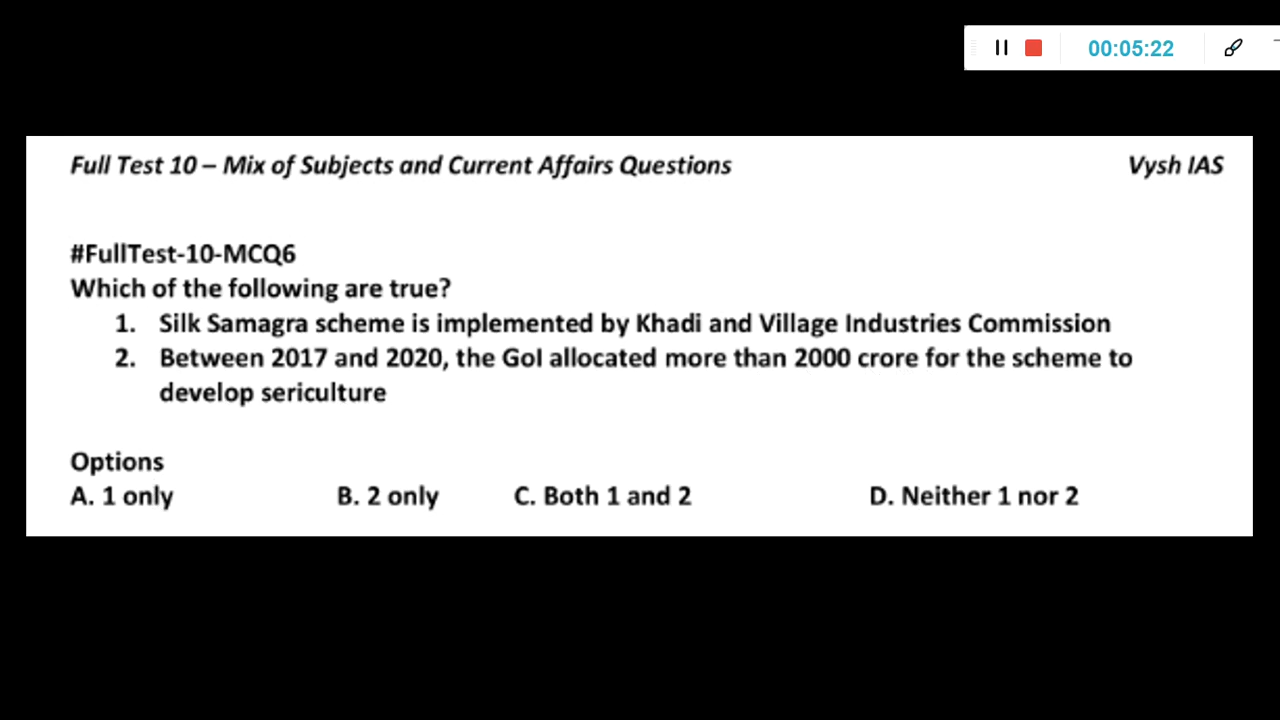 00:05:22
Full Test 10 – Mix of Subjects and Current Affairs Questions Vysh IAS
#FullTest-10-MCQ6
Which of the following are true?
1. Silk Samagra scheme is implemented by Khadi and Village Industries Commission
2. Between 2017 and 2020, the GoI allocated more than 2000 crore for the scheme to
develop sericulture
Options
A. 1 only B. 2 only C. Both 1 and 2 D. Neither 1 nor 2